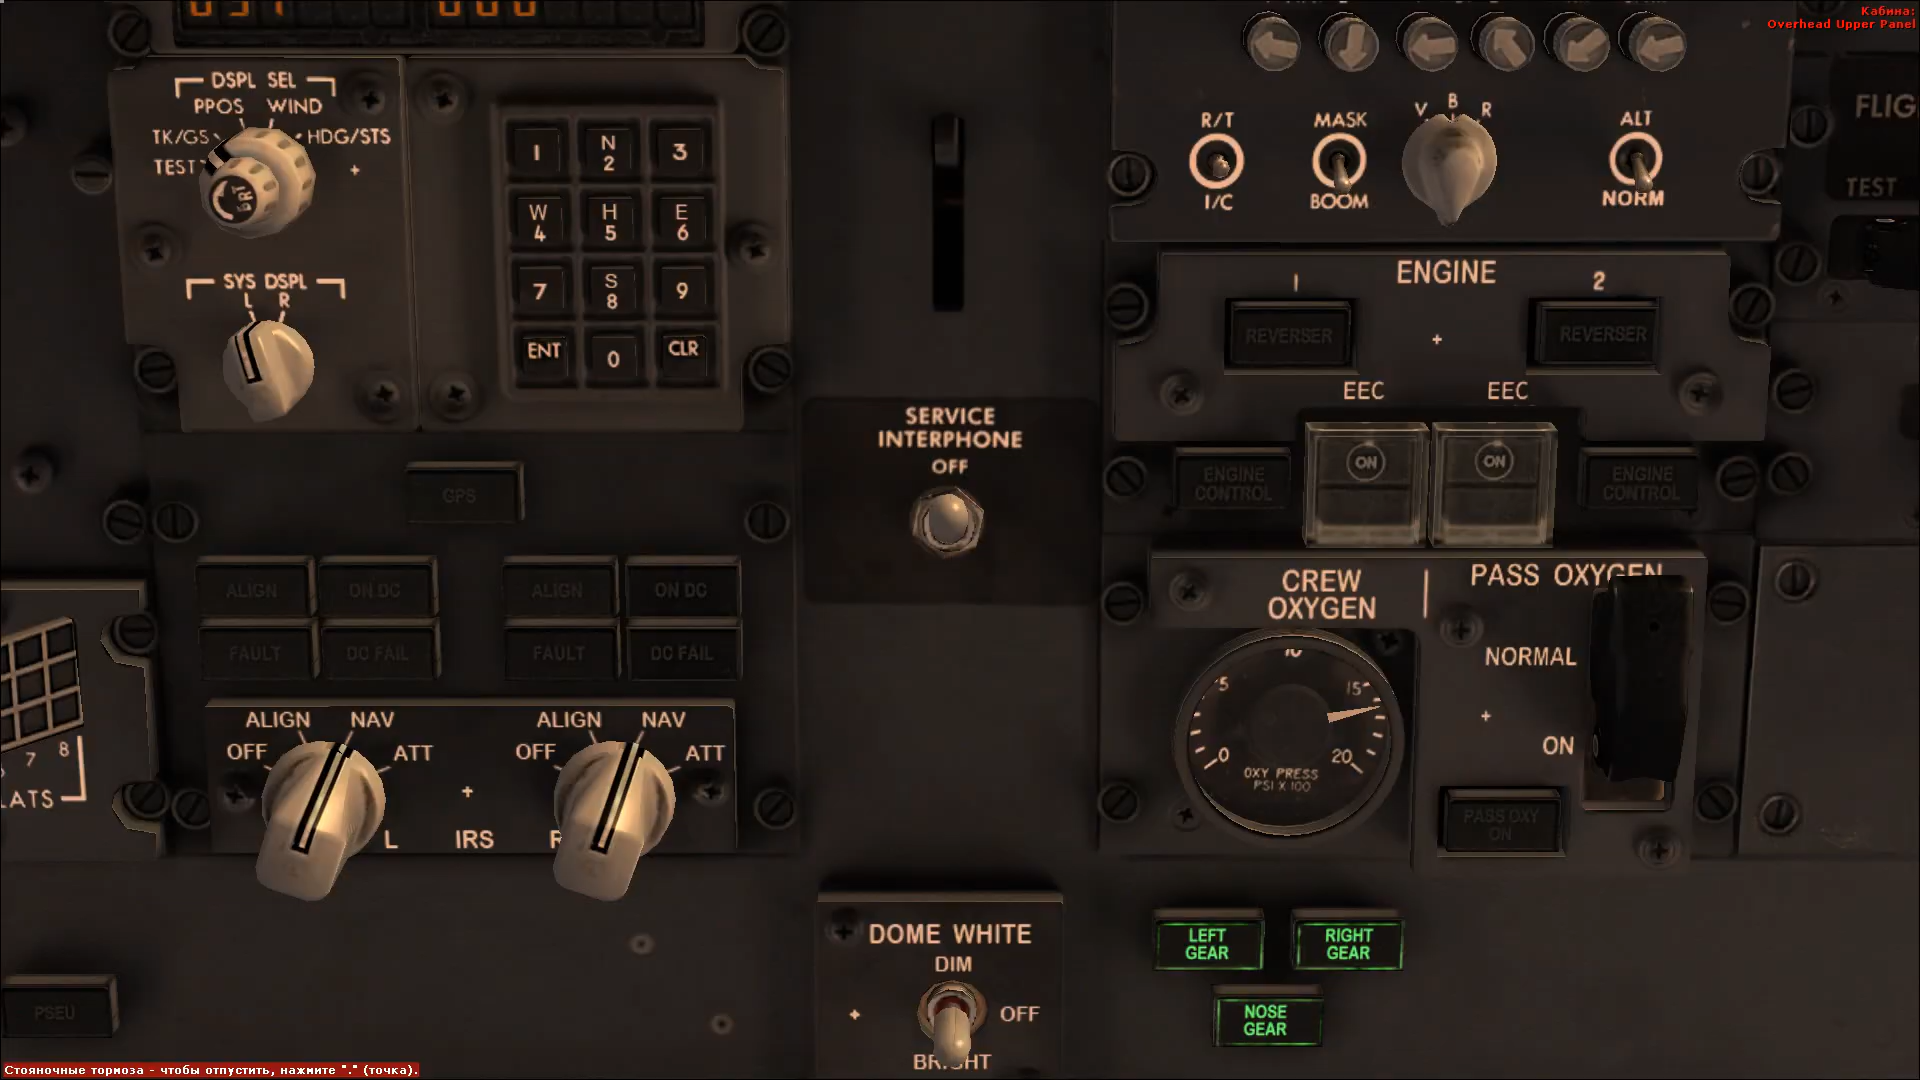 Кабина:
Overhead Upper Panel
DSPL SEL
PPOS WIND
TK/GS HDG/STS
TEST
BRT
SYS DSPL
L R
1 N 3
2
W H E
4 5 6
7 S 9
8
ENT 0 CLR
GPS
ALIGN ON DC ALIGN ON DC
FAULT DC FAIL FAULT DC FAIL
ALIGN NAV ALIGN NAV
OFF ATT OFF ATT
L IRS R
7 8
LATS
PSEU
SERVICE
INTERPHONE
OFF
DOME WHITE
DIM
OFF
BRIGHT
R/T MASK V B R ALT
I/C BOOM NORM
FLIG
TEST
1 ENGINE 2
REVERSER REVERSER
EEC EEC
ENGINE
CONTROL
ON ON
ENGINE
CONTROL
CREW
OXYGEN
PASS OXYGEN
10
5 15
0 20
OXY PRESS
PSI X 100
NORMAL
ON
PASS OXY
ON
LEFT
GEAR
RIGHT
GEAR
NOSE
GEAR
Стояночные тормоза - чтобы отпустить, нажмите "." (точка).